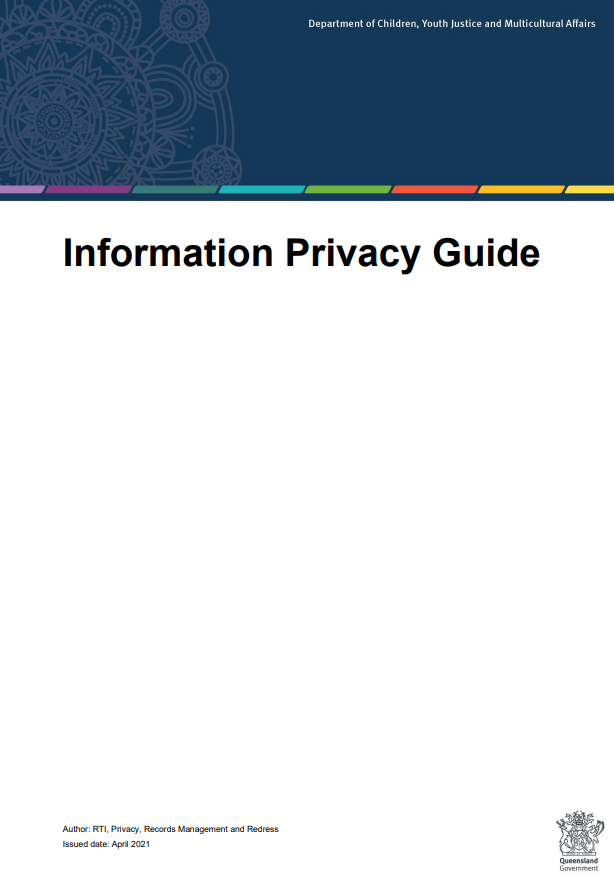 Department of Children, Youth Justice and Multicultural Affairs
Information Privacy Guide
Author: RTI, Privacy, Records Management and Redress
Issued date: April 2021
Queensland
Government